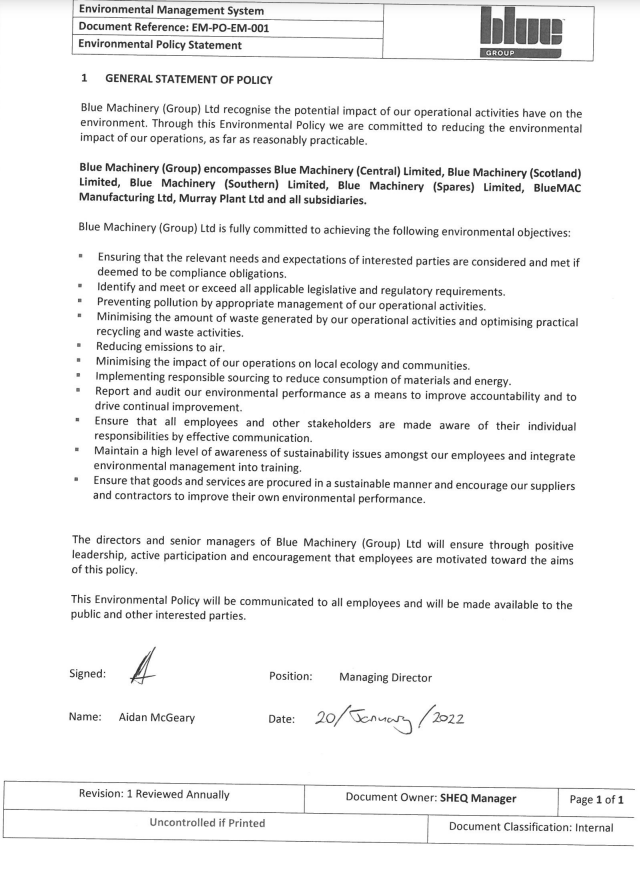 Environmental Management System
Document Reference: EM-PO-EM-001
Environmental Policy Statement
blue
GROUP
1 GENERAL STATEMENT OF POLICY
Blue Machinery (Group) Ltd recognise the potential impact of our operational activities have on the
environment. Through this Environmental Policy we are committed to reducing the environmental
impact of our operations, as far as reasonably practicable.
Blue Machinery (Group) encompasses Blue Machinery (Central) Limited, Blue Machinery (Scotland)
Limited, Blue Machinery (Southern) Limited, Blue Machinery (Spares) Limited, BlueMAC
Manufacturing Ltd, Murray Plant Ltd and all subsidiaries.
Blue Machinery (Group) Ltd is fully committed to achieving the following environmental objectives:
▪ Ensuring that the relevant needs and expectations of interested parties are considered and met if
deemed to be compliance obligations.
▪ Identify and meet or exceed all applicable legislative and regulatory requirements.
▪ Preventing pollution by appropriate management of our operational activities.
▪ Minimising the amount of waste generated by our operational activities and optimising practical
recycling and waste activities.
▪ Reducing emissions to air.
▪ Minimising the impact of our operations on local ecology and communities.
▪ Implementing responsible sourcing to reduce consumption of materials and energy.
▪ Report and audit our environmental performance as a means to improve accountability and to
drive continual improvement.
▪ Ensure that all employees and other stakeholders are made aware of their individual
responsibilities by effective communication.
▪ Maintain a high level of awareness of sustainability issues amongst our employees and integrate
environmental management into training.
▪ Ensure that goods and services are procured in a sustainable manner and encourage our suppliers
and contractors to improve their own environmental performance.
The directors and senior managers of Blue Machinery (Group) Ltd will ensure through positive
leadership, active participation and encouragement that employees are motivated toward the aims
of this policy.
This Environmental Policy will be communicated to all employees and will be made available to the
public and other interested parties.
Signed: Position: Managing Director
Name: Aidan McGeary Date: 20/January/2022
Revision: 1 Reviewed Annually Document Owner: SHEQ Manager Page 1 of 1
Uncontrolled if Printed Document Classification: Internal